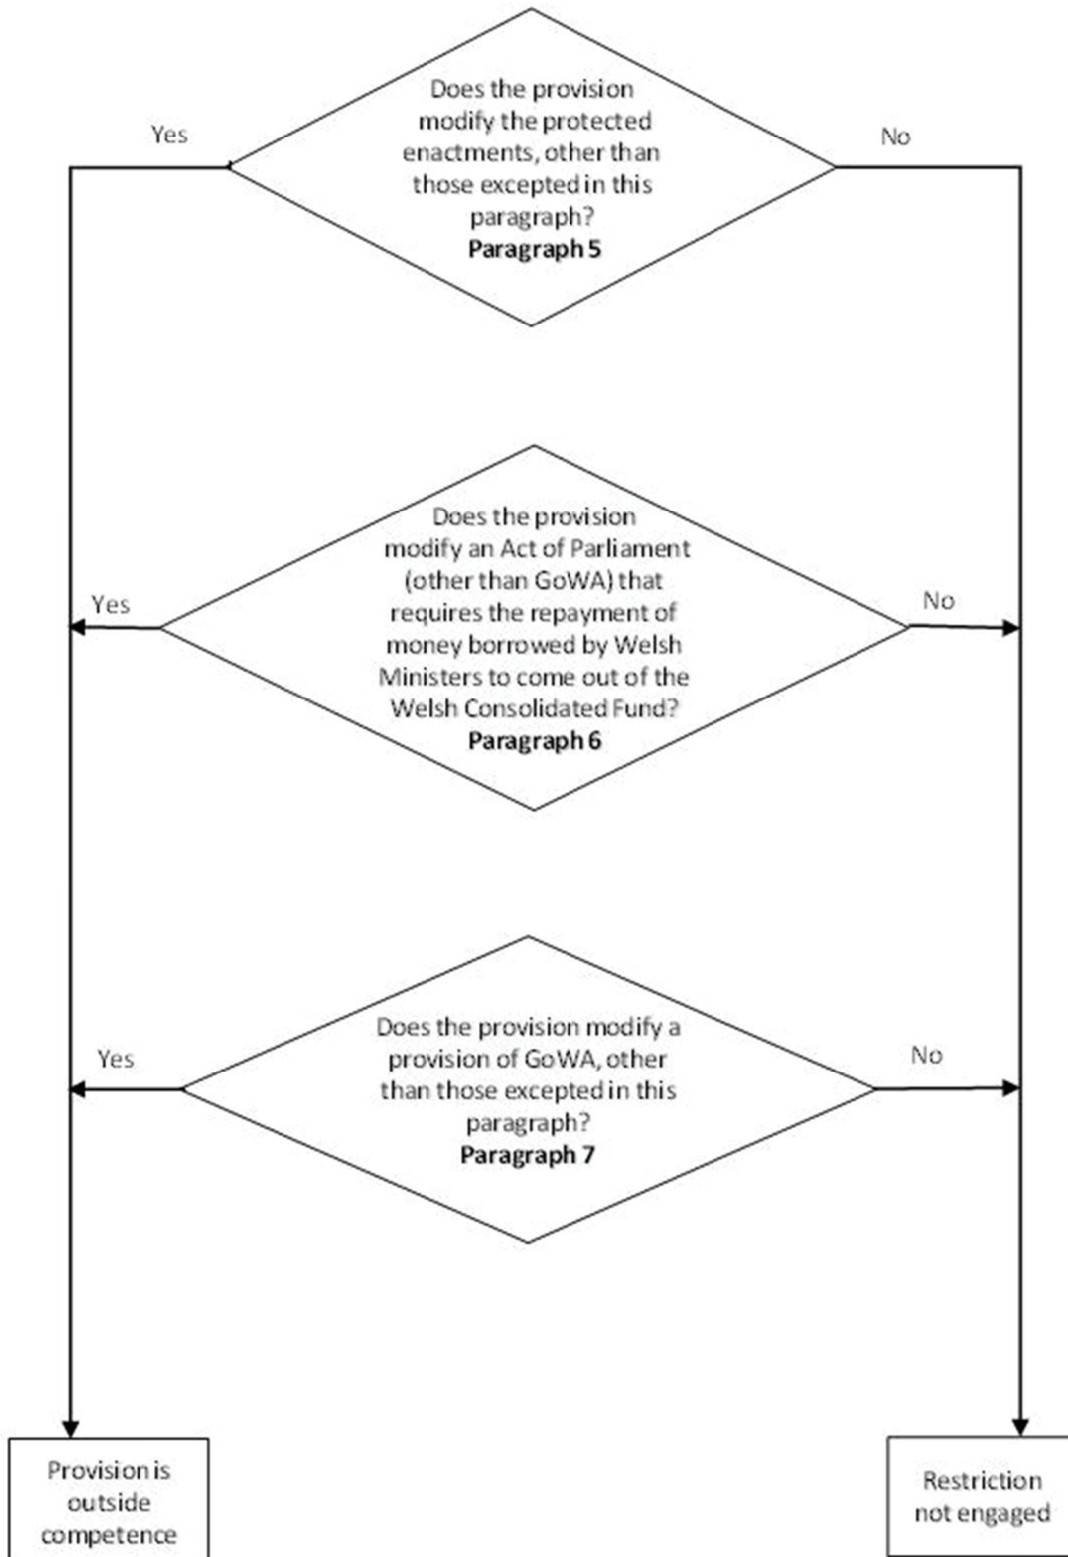 Does the provision
modify the protected
enactments, other than
those excepted in this
paragraph?
Paragraph 5
Yes
No
Does the provision
modify an Act of Parliament
(other than GoWA) that
requires the repayment of
money borrowed by Welsh
Ministers to come out of the
Welsh Consolidated Fund?
Paragraph 6
Yes
No
Does the provision modify a
provision of GoWA, other
than those excepted in this
paragraph?
Paragraph 7
Yes
No
Provision is
outside
competence
Restriction
not engaged